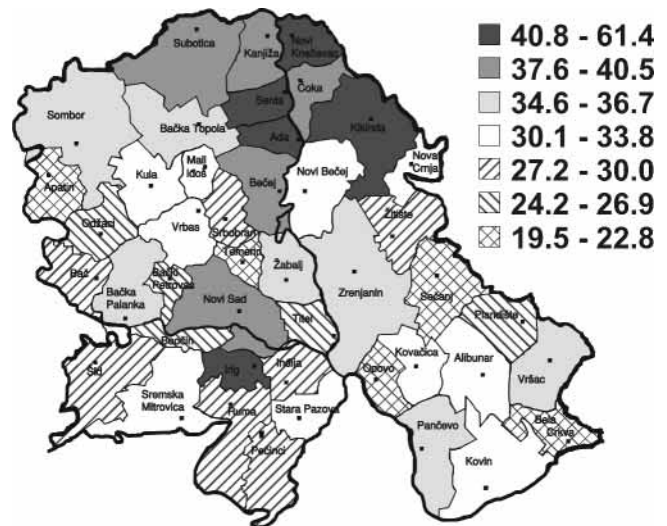 40.8 - 61.4
37.6 - 40.5
34.6 - 36.7
30.1 - 33.8
27.2 - 30.0
24.2 - 26.9
19.5 - 22.8
Subotica
Kanjiža
Novi
Kneževac
Sombor
Senta
Čoka
Bačka Topola
Ada
Kikinda
Apatin
Kula
Mali
Iđoš
Bečej
Novi Bečej
Nova
Crnja
Odžaci
Vrbas
Srbobran
Žitište
Temerin
Bač
Bački
Petrovac
Žabalj
Zrenjanin
Sečanj
Bačka
Palanka
Novi Sad
Titel
Plandište
Beočin
Šid
Irig
Inđija
Opovo
Kovačica
Alibunar
Vršac
Sremska
Mitrovica
Ruma
Stara Pazova
Pančevo
Bela
Crkva
Pećinci
Kovin